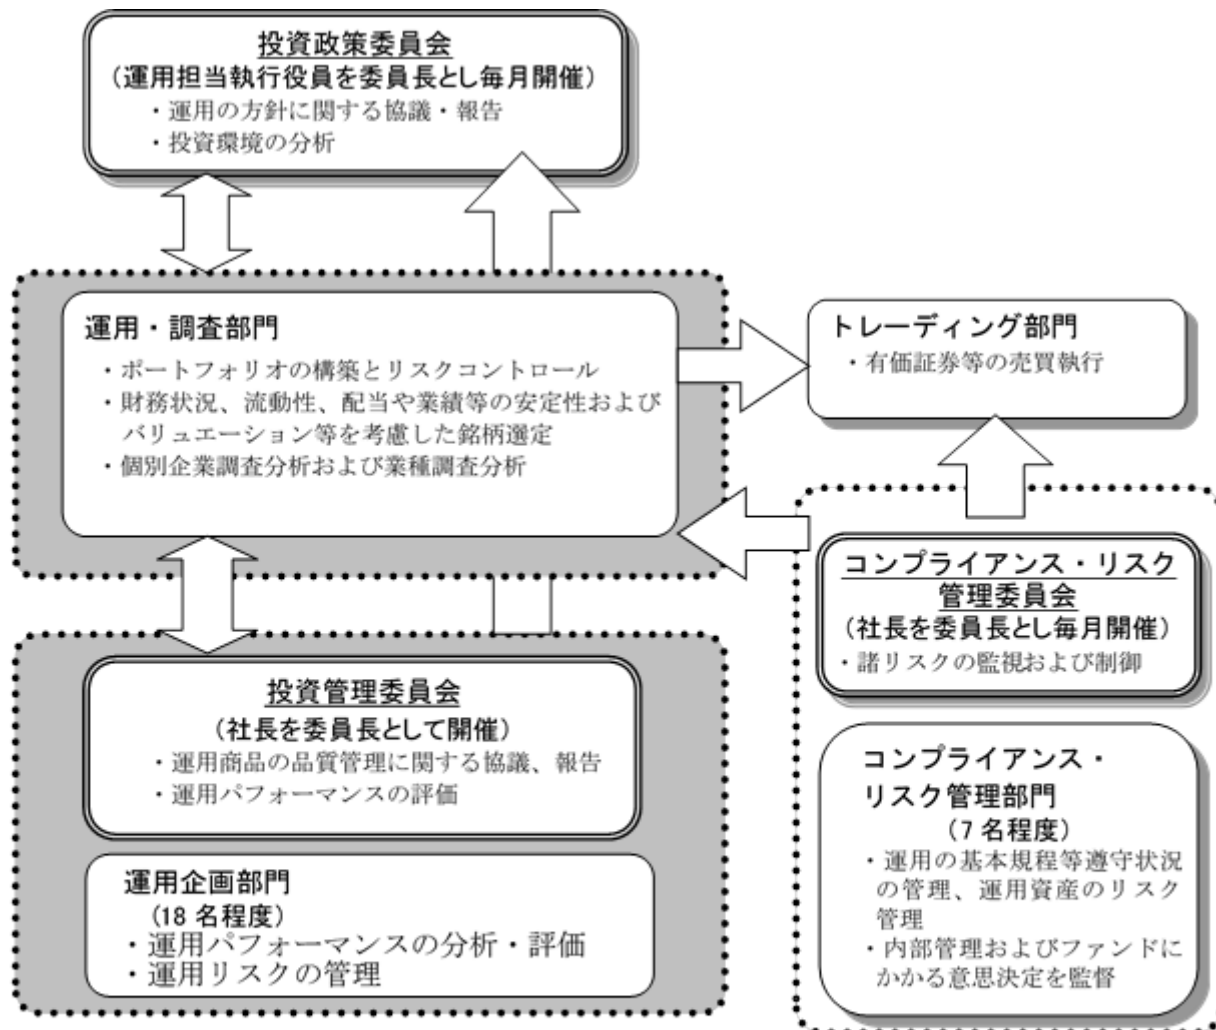 投資政策委員会
(運用担当執行役員を委員長とし毎月開催)
・運用の方針に関する協議・報告
・投資環境の分析
運用・調査部門
・ポートフォリオの構築とリスクコントロール
・財務状況、流動性、配当や業績等の安定性および
バリュエーション等を考慮した銘柄選定
・個別企業調査分析および業種調査分析
トレーディング部門
・有価証券等の売買執行
コンプライアンス・リスク
管理委員会
(社長を委員長とし毎月開催)
・諸リスクの監視および制御
投資管理委員会
(社長を委員長として開催)
・運用商品の品質管理に関する協議、報告
・運用パフォーマンスの評価
運用企画部門
(18 名程度)
・運用パフォーマンスの分析・評価
・運用リスクの管理
コンプライアンス・
リスク管理部門
(7 名程度)
・運用の基本規程等遵守状況
の管理、運用資産のリスク
管理
・内部管理およびファンドに
かかる意思決定を監督